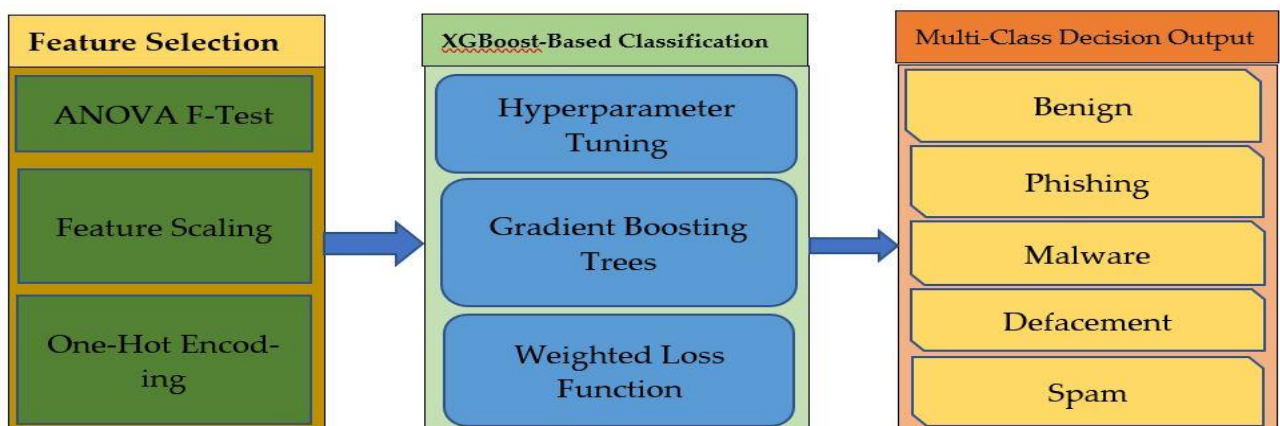 Feature Selection
ANOVA F-Test
Feature Scaling
One-Hot Encod-
ing
XGBoost-Based Classification
Hyperparameter
Tuning
Gradient Boosting
Trees
Weighted Loss
Function
Multi-Class Decision Output
Benign
Phishing
Malware
Defacement
Spam